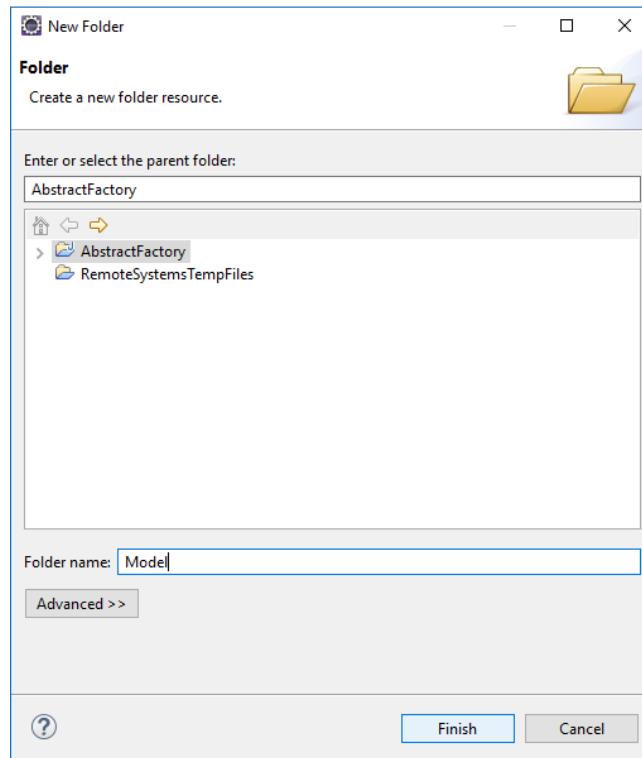 New Folder
Folder
Create a new folder resource.
Enter or select the parent folder:
AbstractFactory
AbstractFactory
RemoteSystemsTempFiles
Folder name: Model
Advanced >>
? Finish Cancel